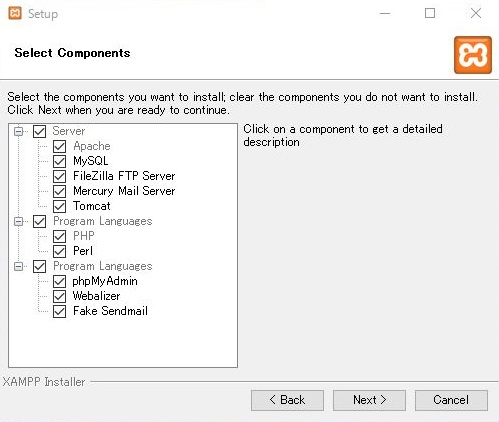 Setup
Select Components
Select the components you want to install; clear the components you do not want to install.
Click Next when you are ready to continue.
Server
Apache
MySQL
FileZilla FTP Server
Mercury Mail Server
Tomcat
Program Languages
PHP
Perl
Program Languages
phpMyAdmin
Webalizer
Fake Sendmail
Click on a component to get a detailed
description
XAMPP Installer
< Back
Next >
Cancel